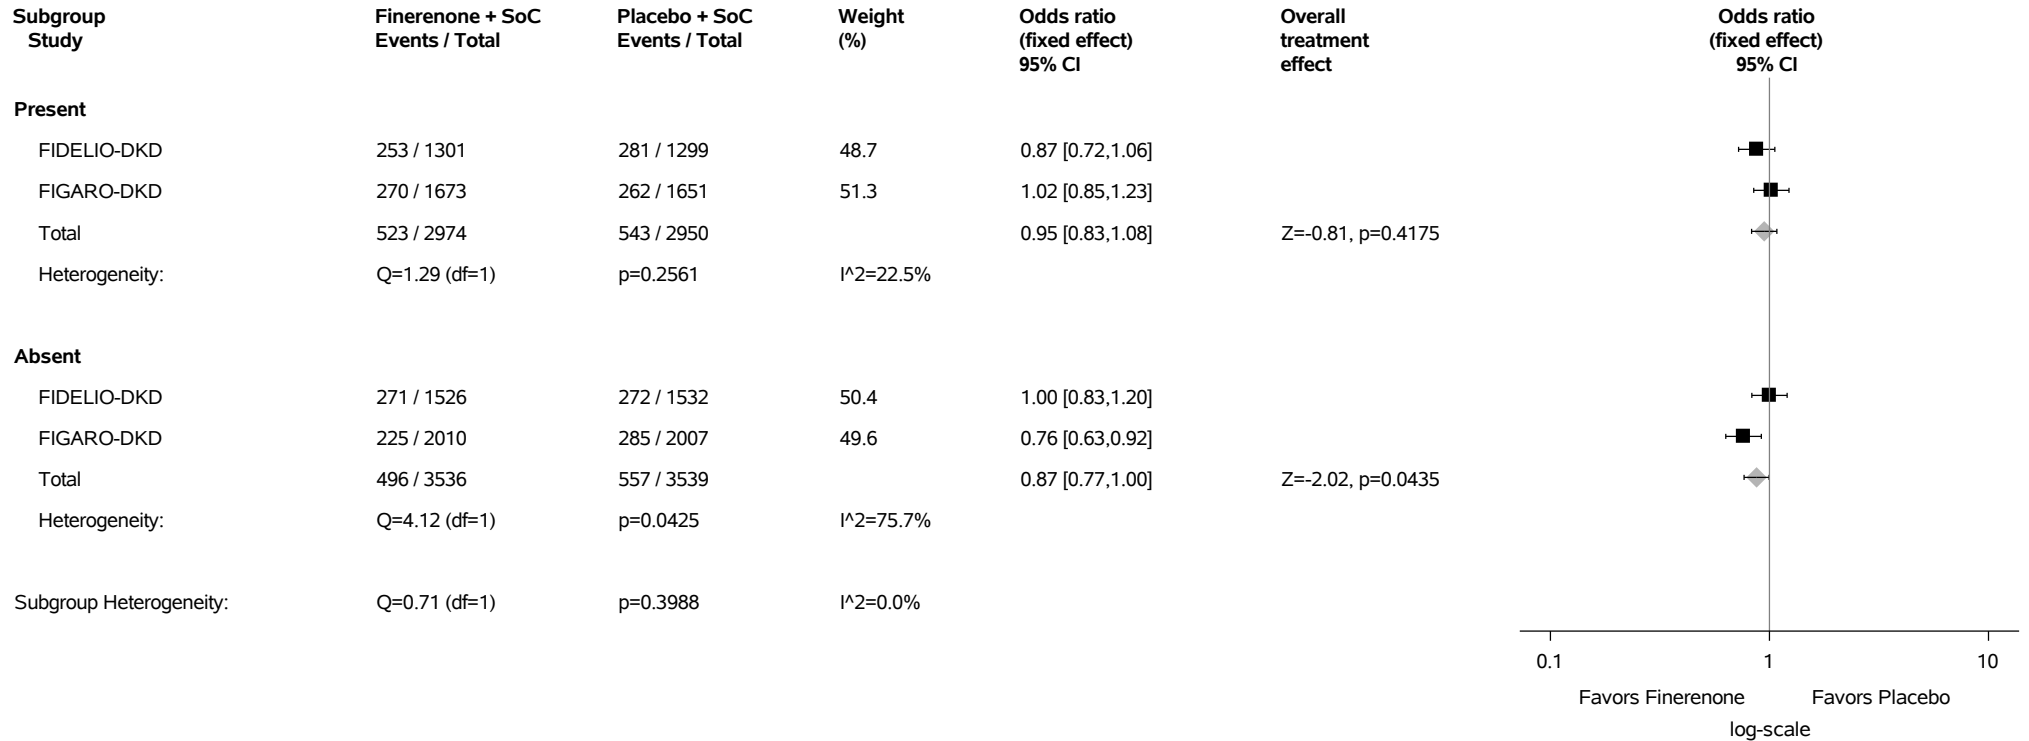 Subgroup Finerenone + SoC Placebo + SoC Weight Odds ratio Overall Odds ratio
Study Events / Total Events / Total (%) (fixed effect) treatment (fixed effect)
95% CI effect 95% CI
Present
FIDELIO-DKD 253 / 1301 281 / 1299 48.7 0.87 [0.72,1.06]
FIGARO-DKD 270 / 1673 262 / 1651 51.3 1.02 [0.85,1.23]
Total 523 / 2974 543 / 2950 0.95 [0.83,1.08] Z=-0.81, p=0.4175
Heterogeneity: Q=1.29 (df=1) p=0.2561 I^2=22.5%
Absent
FIDELIO-DKD 271 / 1526 272 / 1532 50.4 1.00 [0.83,1.20]
FIGARO-DKD 225 / 2010 285 / 2007 49.6 0.76 [0.63,0.92]
Total 496 / 3536 557 / 3539 0.87 [0.77,1.00] Z=-2.02, p=0.0435
Heterogeneity: Q=4.12 (df=1) p=0.0425 I^2=75.7%
Subgroup Heterogeneity: Q=0.71 (df=1) p=0.3988 I^2=0.0%
0.1 1 10
Favors Finerenone Favors Placebo
log-scale